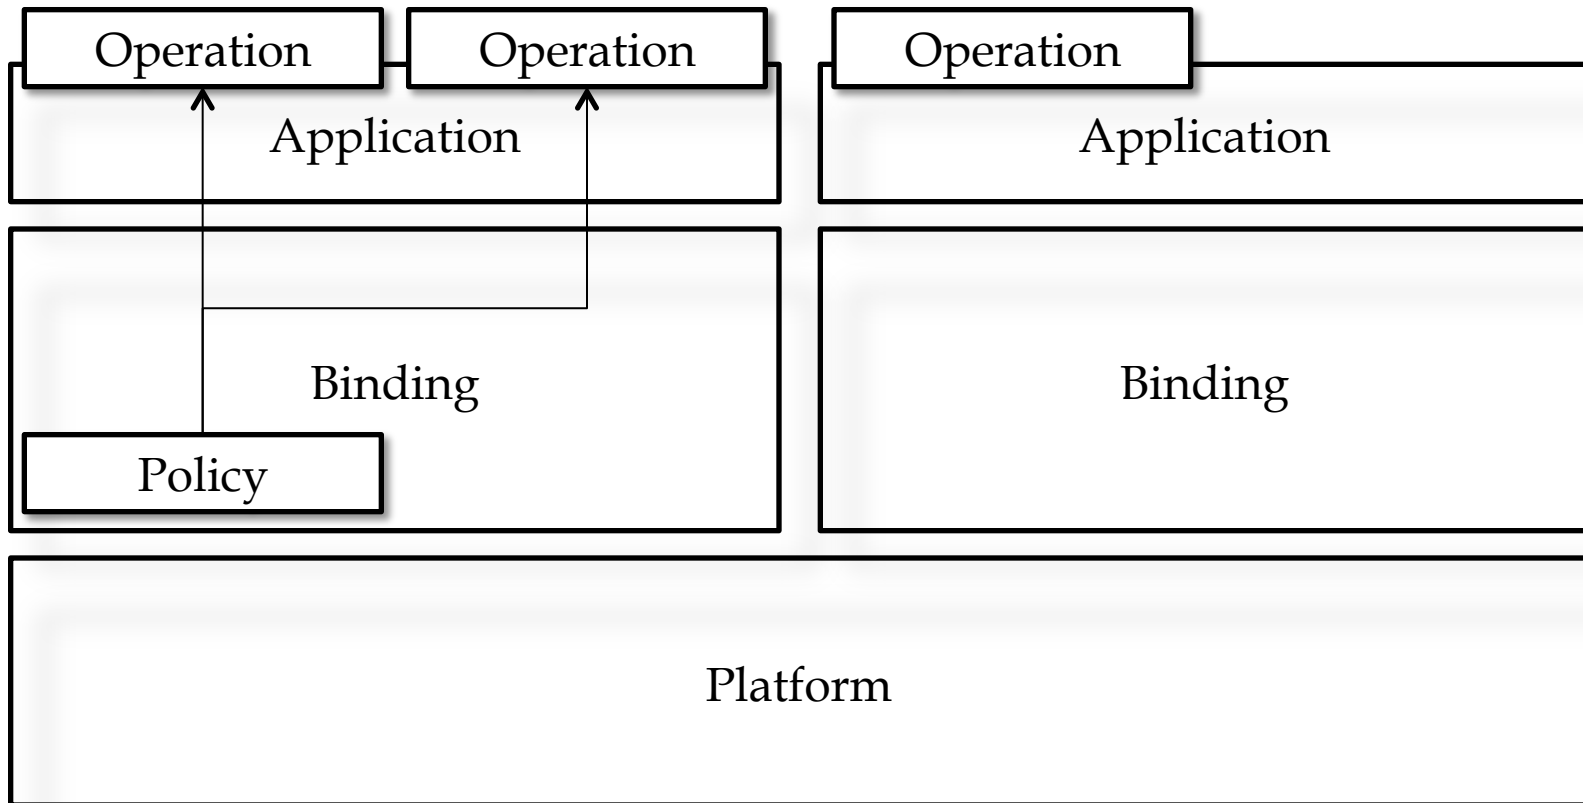 Operation
Operation
Operation
Application
Application
Binding
Binding
Policy
Platform